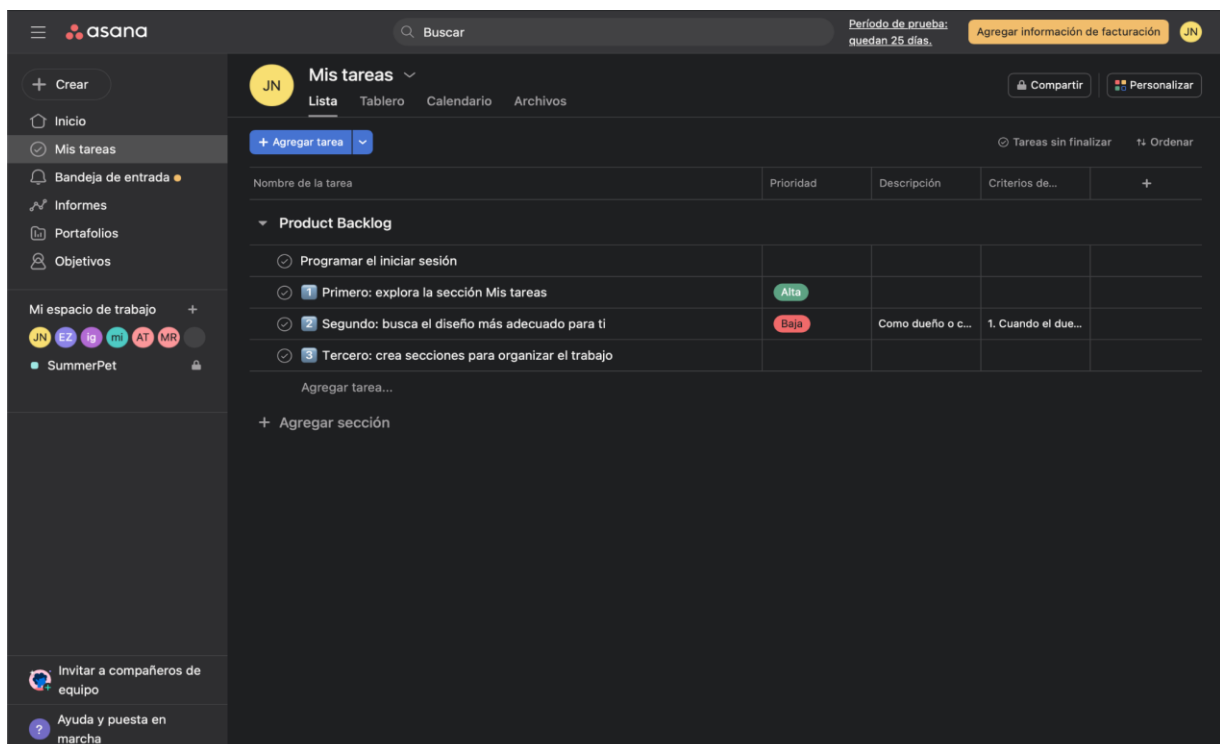 asana
Buscar
Período de prueba:
quedan 25 días.
Agregar información de facturación
JN
+ Crear
Inicio
Mis tareas
Bandeja de entrada
Informes
Portafolios
Objetivos
Mi espacio de trabajo +
JN EZ ig mi AT MR
SummerPet
Invitar a compañeros de
equipo
? Ayuda y puesta en
marcha
JN
Mis tareas
Lista Tablero Calendario Archivos
Compartir
Personalizar
+ Agregar tarea
Tareas sin finalizar
Ordenar
Nombre de la tarea Prioridad Descripción Criterios de... +
Product Backlog
Programar el iniciar sesión
1 Primero: explora la sección Mis tareas Alta
2 Segundo: busca el diseño más adecuado para ti Baja Como dueño o c... 1. Cuando el due...
3 Tercero: crea secciones para organizar el trabajo
Agregar tarea...
+ Agregar sección